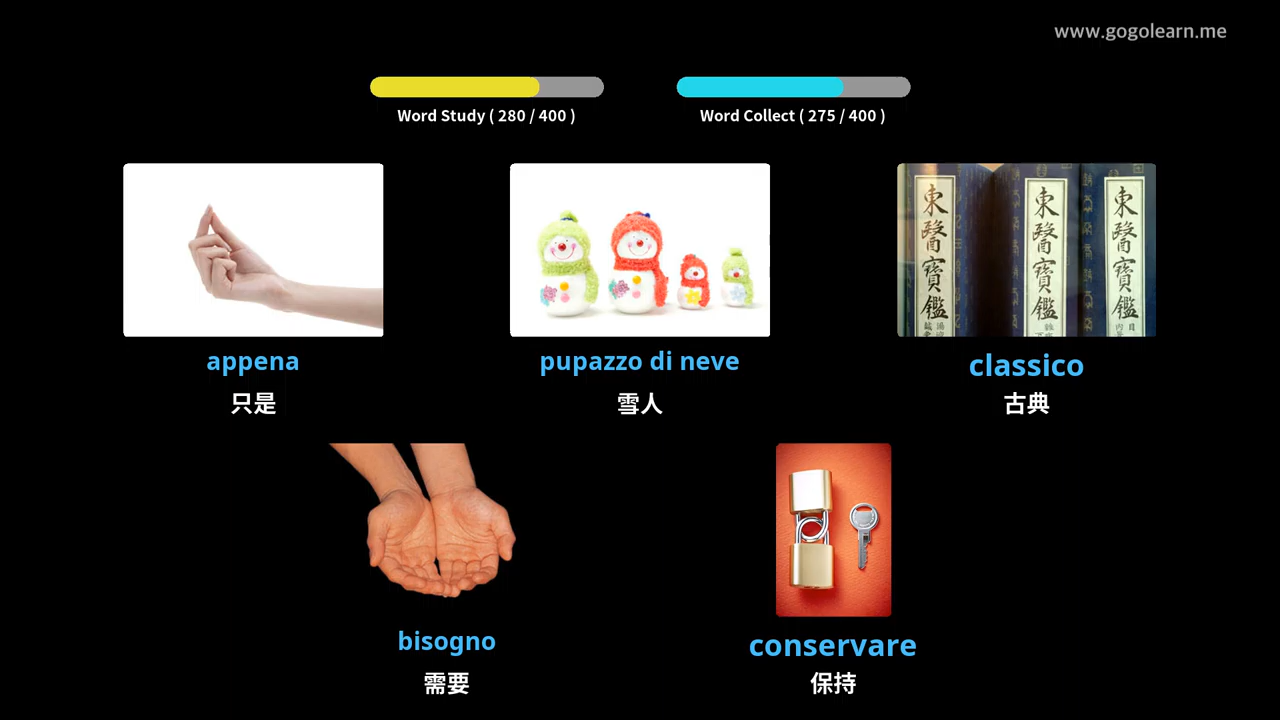 www.gogolearn.me
Word Study ( 280 / 400 )
Word Collect ( 275 / 400 )
東醫寶鑑
東醫寶鑑
東醫寶鑑
appena
只是
pupazzo di neve
雪人
classico
古典
bisogno
需要
conservare
保持